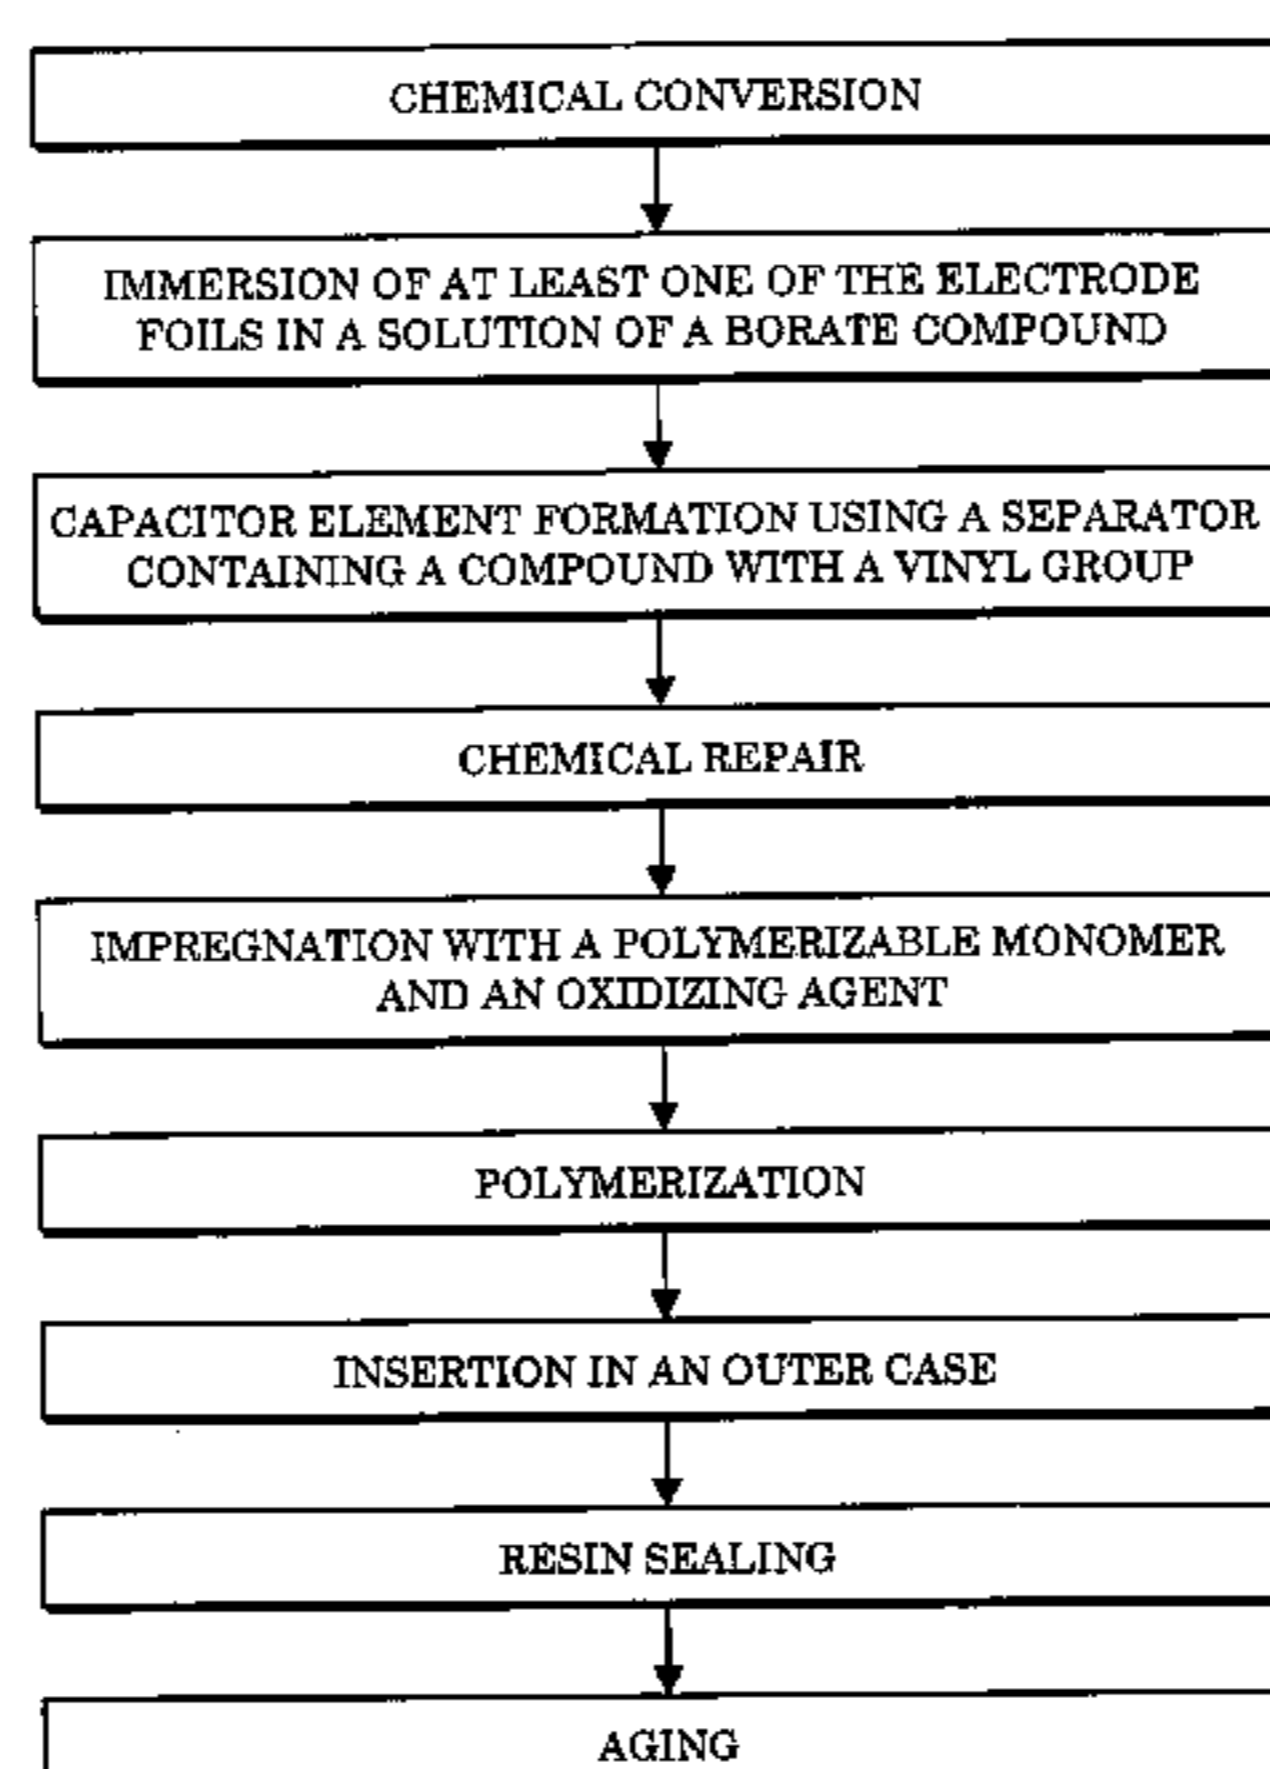 CHEMICAL CONVERSION
IMMERSION OF AT LEAST ONE OF THE ELECTRODE
FOILS IN A SOLUTION OF A BORATE COMPOUND
CAPACITOR ELEMENT FORMATION USING A SEPARATOR
CONTAINING A COMPOUND WITH A VINYL GROUP
CHEMICAL REPAIR
IMPREGNATION WITH A POLYMERIZABLE MONOMER
AND AN OXIDIZING AGENT
POLYMERIZATION
INSERTION IN AN OUTER CASE
RESIN SEALING
AGING